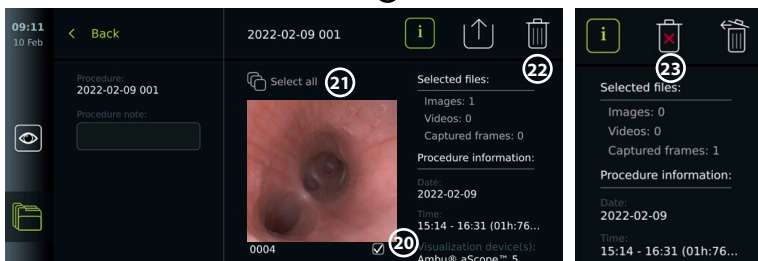 09:11
10 Feb
Back
2022-02-09 001
i
22
Procedure:
2022-02-09 001
Procedure note:
Select all
21
Selected files:
Images: 1
Videos: 0
Captured frames: 0
Procedure information:
Date:
2022-02-09
Time:
15:14 - 16:31 (01h:76...
Visualization device(s):
Ambu® aScope™ 5
0004
20
i
23
Selected files:
Images: 0
Videos: 0
Captured frames: 1
Procedure information:
Date:
2022-02-09
Time:
15:14 - 16:31 (01h:76...